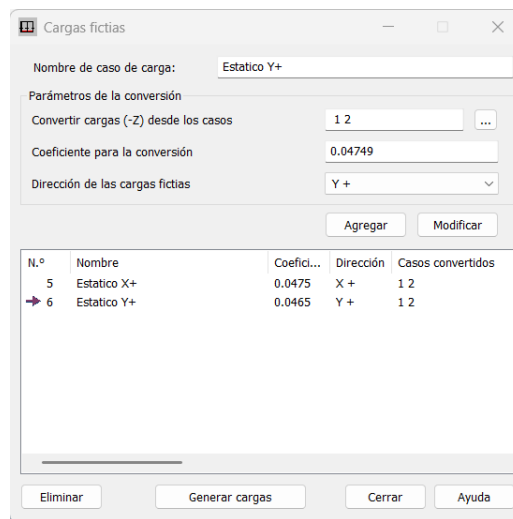 Cargas fictias
Nombre de caso de carga: Estatico Y+
Parámetros de la conversión
Convertir cargas (-Z) desde los casos 1 2 ...
Coeficiente para la conversión 0.04749
Dirección de las cargas fictias Y +
Agregar Modificar
N.º Nombre Coefici... Dirección Casos convertidos
5 Estatico X+ 0.0475 X + 1 2
6 Estatico Y+ 0.0465 Y + 1 2
Eliminar Generar cargas Cerrar Ayuda